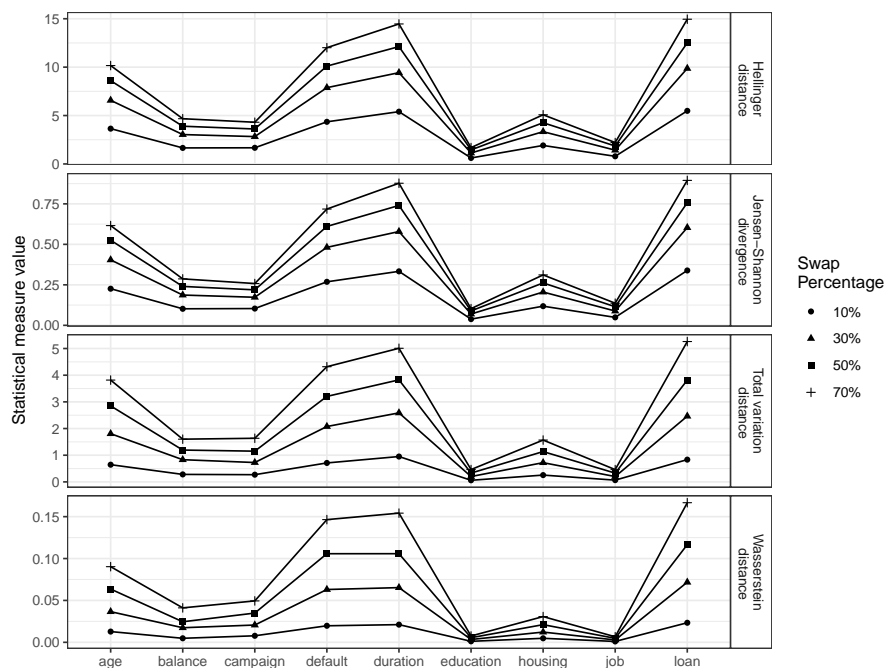 Statistical measure value
15
10
5
0
Hellinger
distance
0.75
0.50
0.25
0.00
Jensen−Shannon
divergence
5
4
3
2
1
0
Total variation
distance
0.15
0.10
0.05
0.00
Wasserstein
distance
age balance campaign default duration education housing job loan
Swap
Percentage
10%
30%
50%
70%